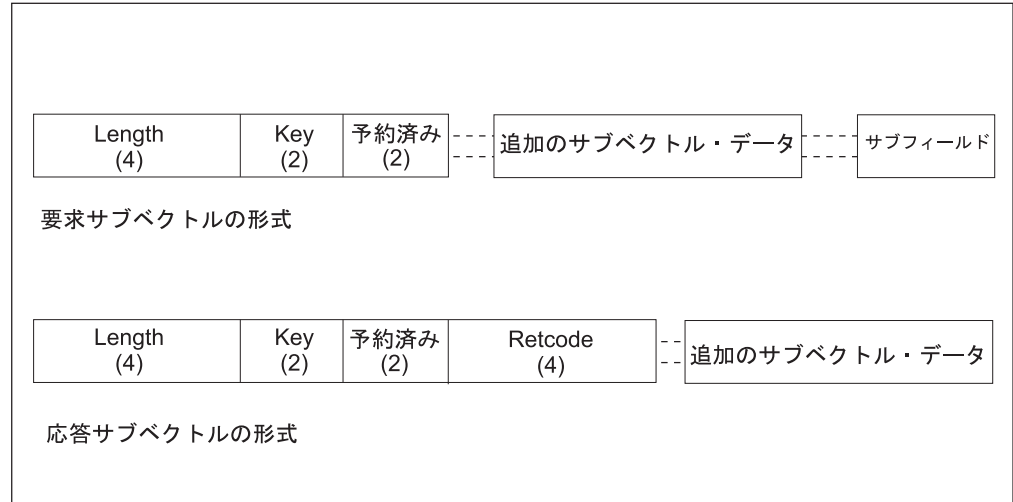 Length
(4)
Key
(2)
予約済み
(2)
追加のサブベクトル・データ
サブフィールド
要求サブベクトルの形式
Length
(4)
Key
(2)
予約済み
(2)
Retcode
(4)
追加のサブベクトル・データ
応答サブベクトルの形式